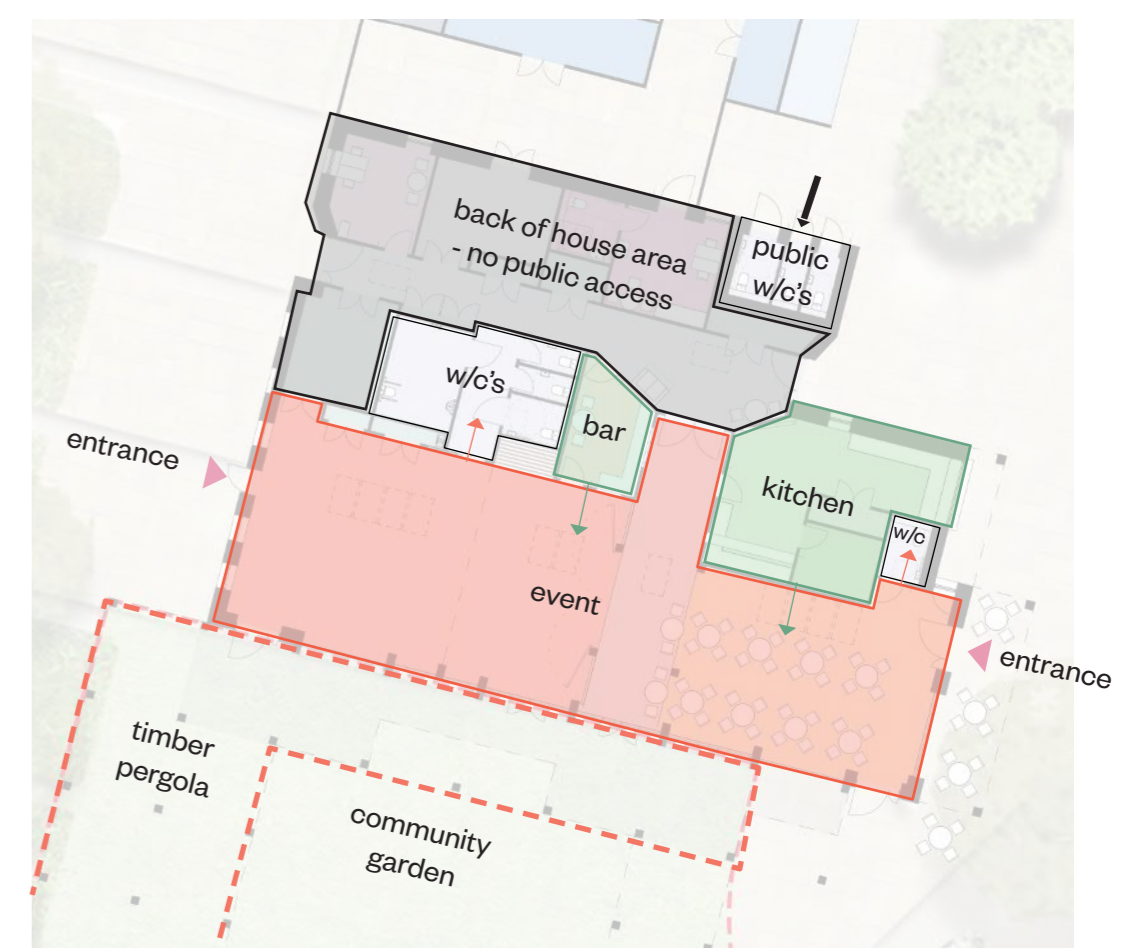 back of house area
- no public access
public
w/c's
w/c's
bar
entrance
kitchen
w/c
event
entrance
timber
pergola
community
garden